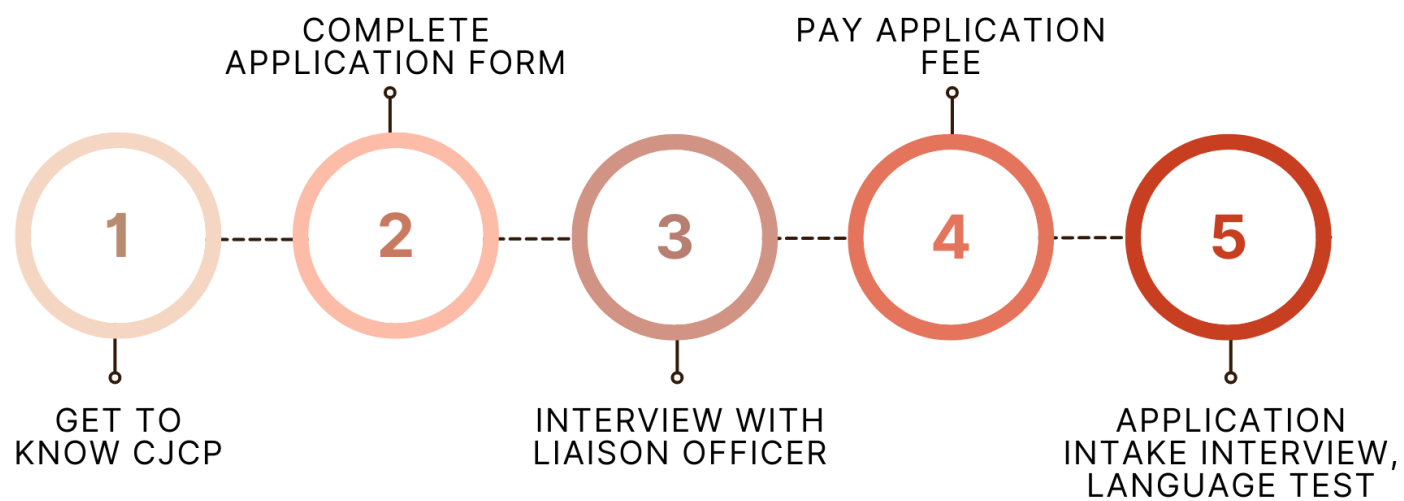 COMPLETE
APPLICATION FORM
PAY APPLICATION
FEE
1
2
3
4
5
GET TO
KNOW CJCP
INTERVIEW WITH
LIAISON OFFICER
APPLICATION
INTAKE INTERVIEW,
LANGUAGE TEST